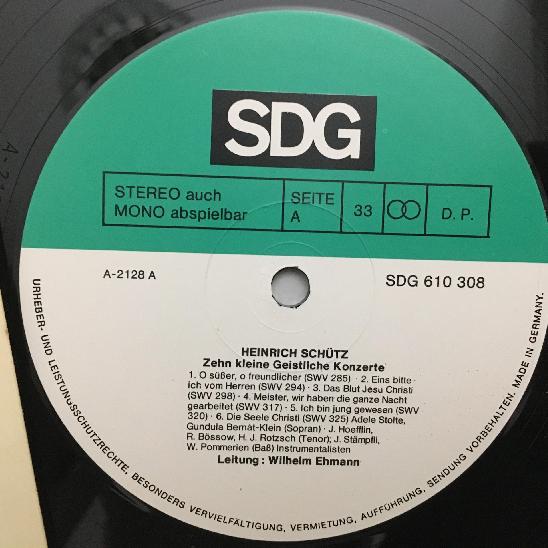 SDG
STEREO auch
MONO abspielbar
SEITE
A
33
D. P.
A-2128 A
SDG 610 308
HEINRICH SCHÜTZ
Zehn kleine Geistliche Konzerte
1. O süßer, o freundlicher (SWV 285) · 2. Eins bitte
ich vom Herren (SWV 294) · 3. Das Blut Jesu Christi
(SWV 298) · 4. Meister, wir haben die ganze Nacht
gearbeitet (SWV 317) · 5. Ich bin jung gewesen (SWV
320) · 6. Die Seele Christi (SWV 325) Adele Stolte,
Gundula Bernát-Klein (Sopran) · J. Hoefflin,
R. Bössow, H. J. Rotzsch (Tenor); J. Stämpfli,
W. Pommerien (Baß) Instrumentalisten
Leitung: Wilhelm Ehmann
URHEBER- UND LEISTUNGSSCHUTZRECHTE, BESONDERS VERVIELFÄLTIGUNG, VERMIETUNG, AUFFÜHRUNG, SENDUNG VORBEHALTEN. MADE IN GERMANY.